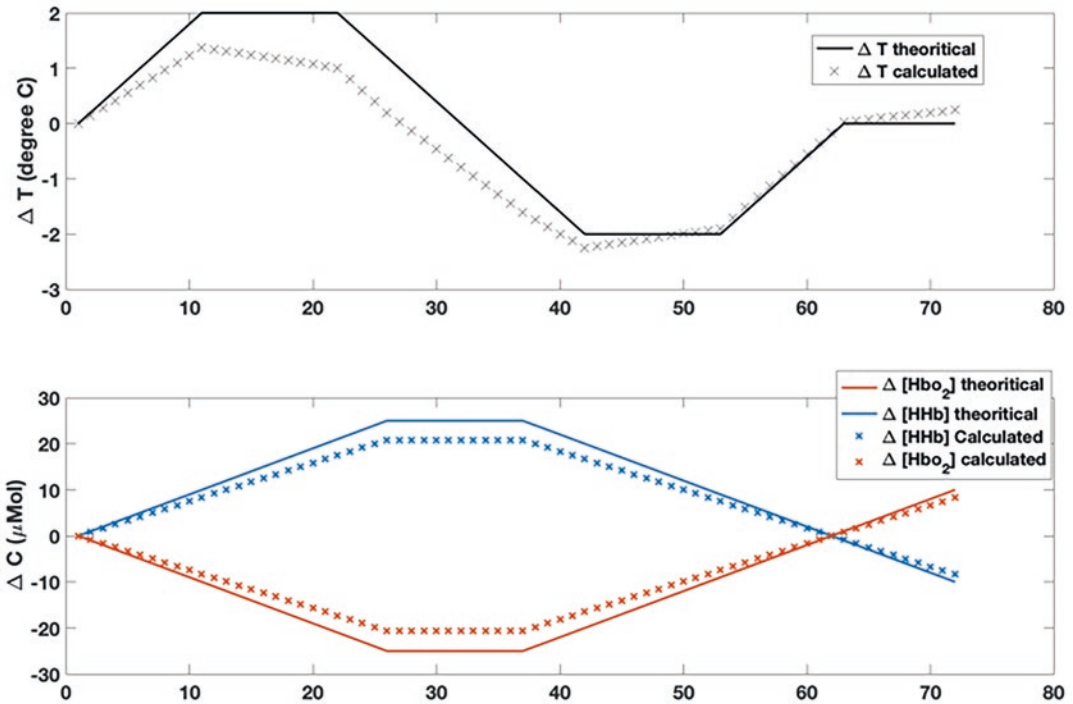 2
1
0
-1
-2
-3
Δ T (degree C)
Δ T theoritical
Δ T calculated
0 10 20 30 40 50 60 70 80
30
20
10
0
-10
-20
-30
Δ C (μMol)
Δ [Hbo2] theoritical
Δ [HHb] theoritical
Δ [HHb] Calculated
Δ [Hbo2] calculated
0 10 20 30 40 50 60 70 80